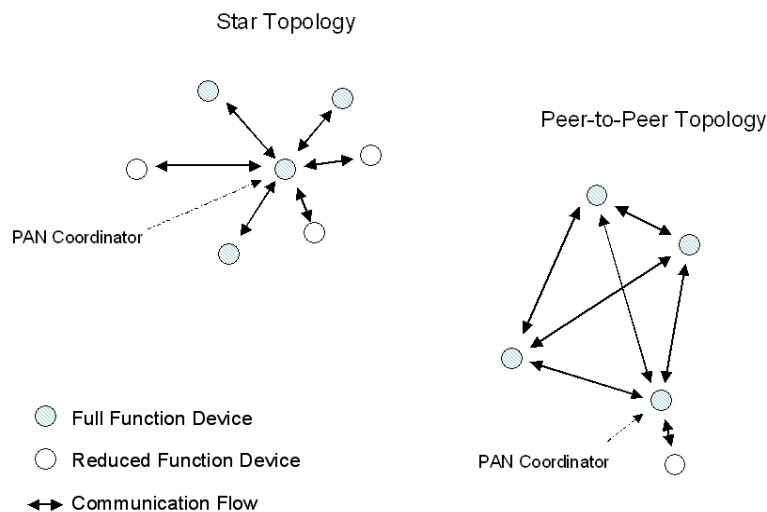 Star Topology
Peer-to-Peer Topology
PAN Coordinator
Full Function Device
Reduced Function Device
Communication Flow
PAN Coordinator